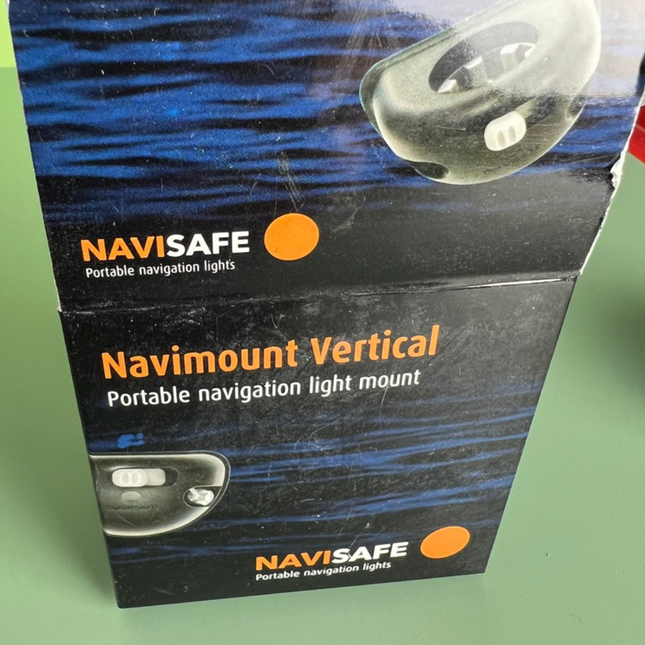 NAVISAFE
Portable navigation lights
Navimount Vertical
Portable navigation light mount
NAVISAFE
Portable navigation lights